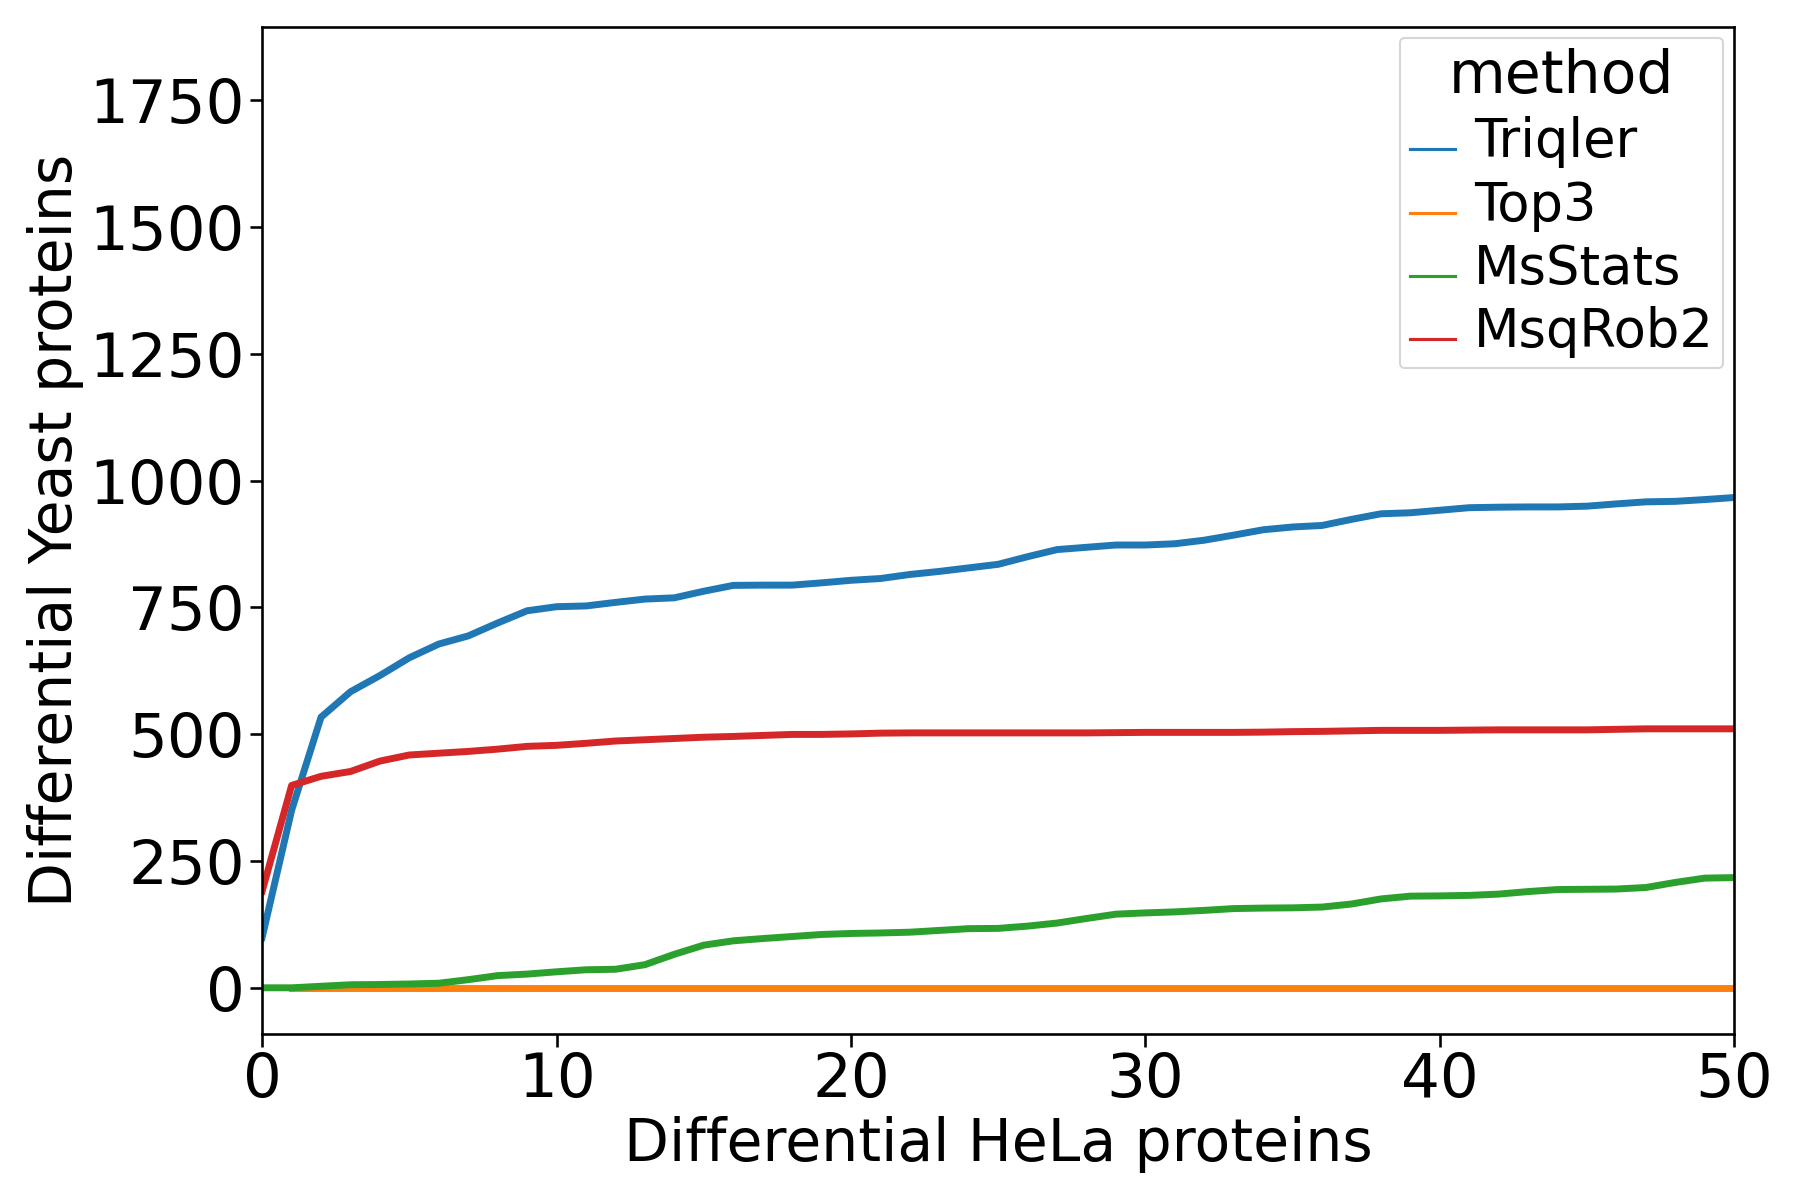 method
Triqler
Top3
MsStats
MsqRob2
Differential Yeast proteins
1750
1500
1250
1000
750
500
250
0
0 10 20 30 40 50
Differential HeLa proteins